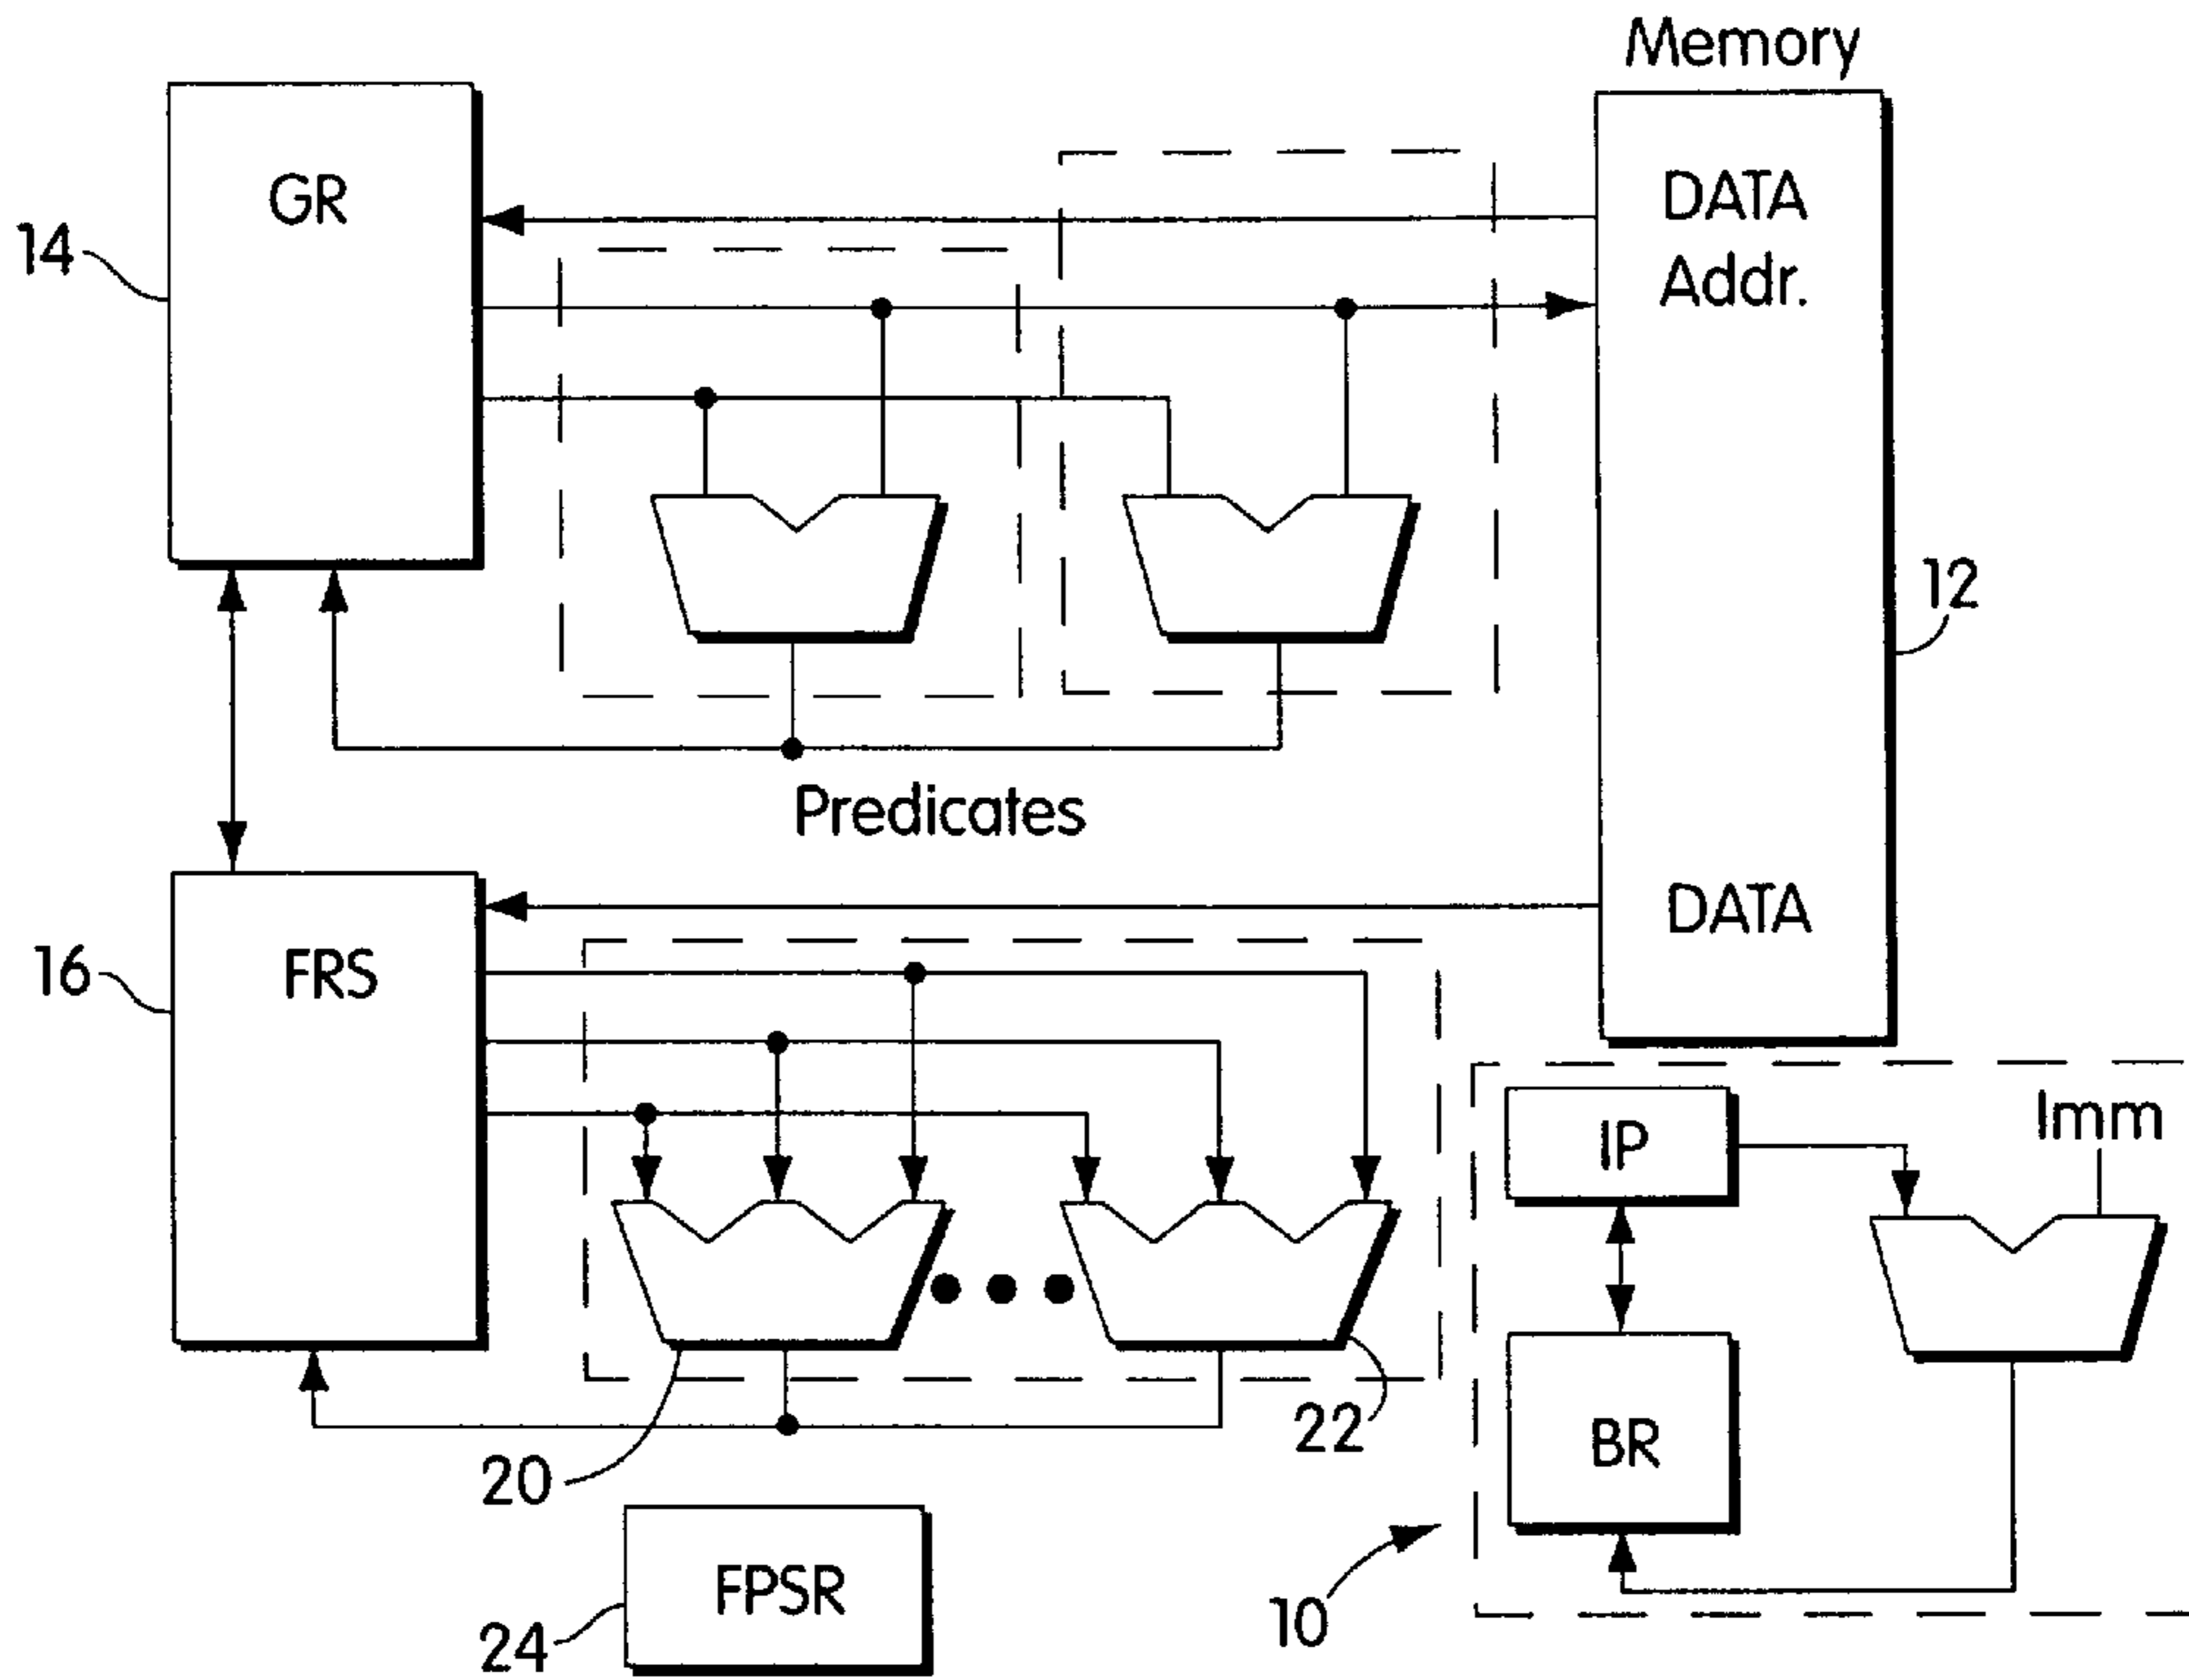 Memory
GR
DATA
Addr.
14
12
Predicates
DATA
16
FRS
IP
Imm
BR
20
22
FPSR
24
10